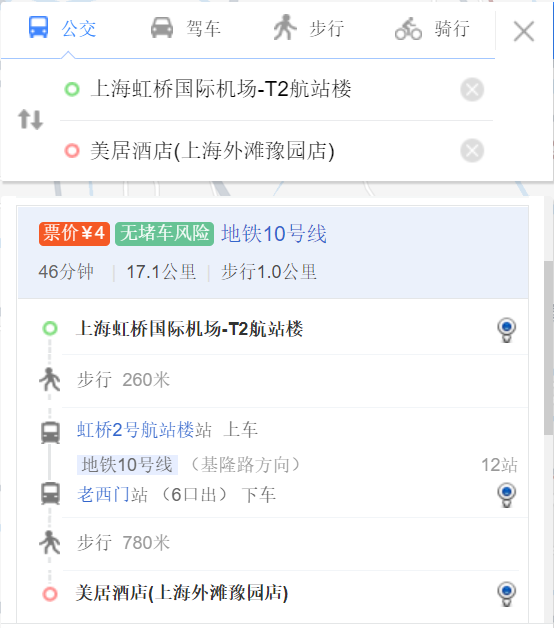 公交 驾车 步行 骑行
上海虹桥国际机场-T2航站楼
美居酒店(上海外滩豫园店)
票价¥4 无堵车风险 地铁10号线
46分钟 | 17.1公里 | 步行1.0公里
上海虹桥国际机场-T2航站楼
步行 260米
虹桥2号航站楼站 上车
地铁10号线 (基隆路方向) 12站
老西门站 (6口出) 下车
步行 780米
美居酒店(上海外滩豫园店)